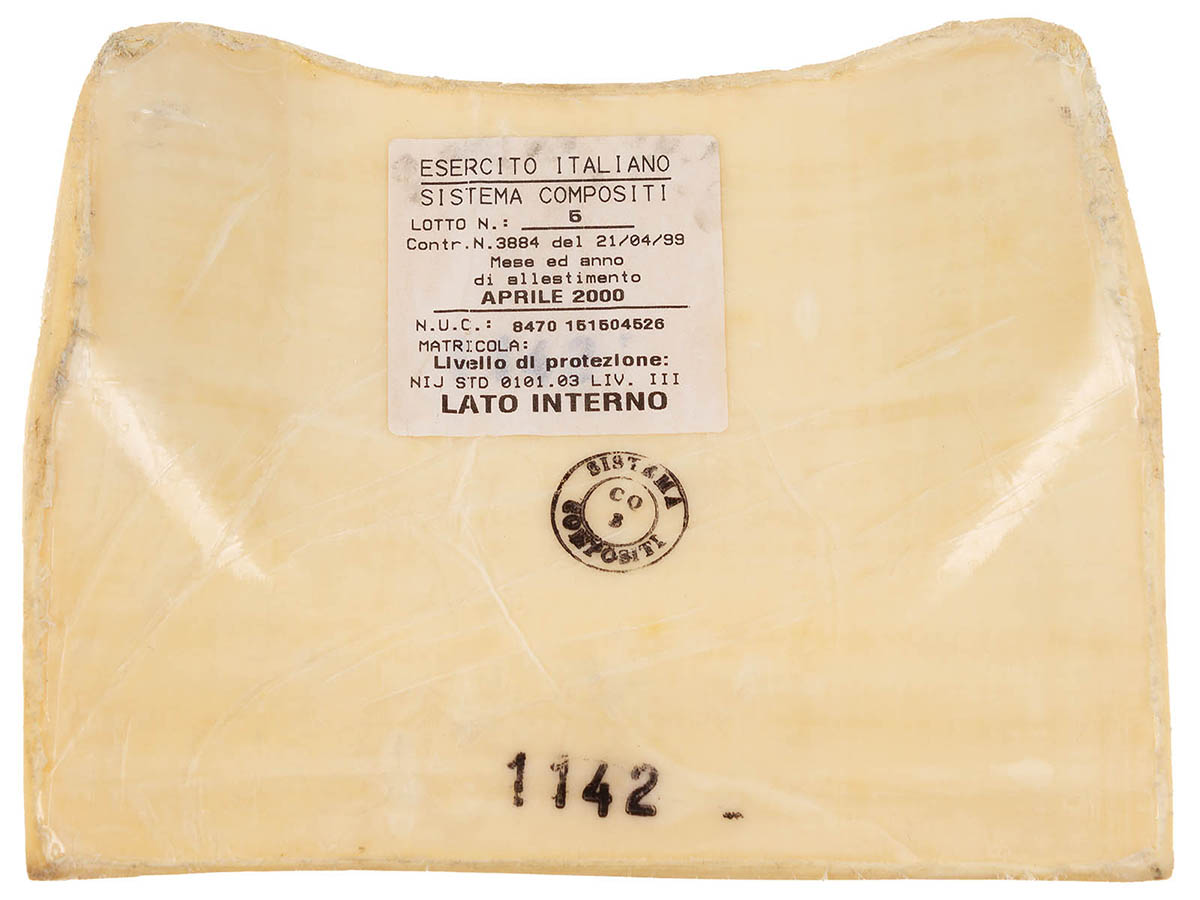 ESERCITO ITALIANO
SISTEMA COMPOSITI
LOTTO N.: 6
Contr.N.3884 del 21/04/99
Mese ed anno
di allestimento
APRILE 2000
N.U.C.: 8470 151504526
MATRICOLA:
Livello di protezione:
NIJ STD 0101.03 LIV. III
LATO INTERNO
SISTEMA
CO
COMPOSITI
1142